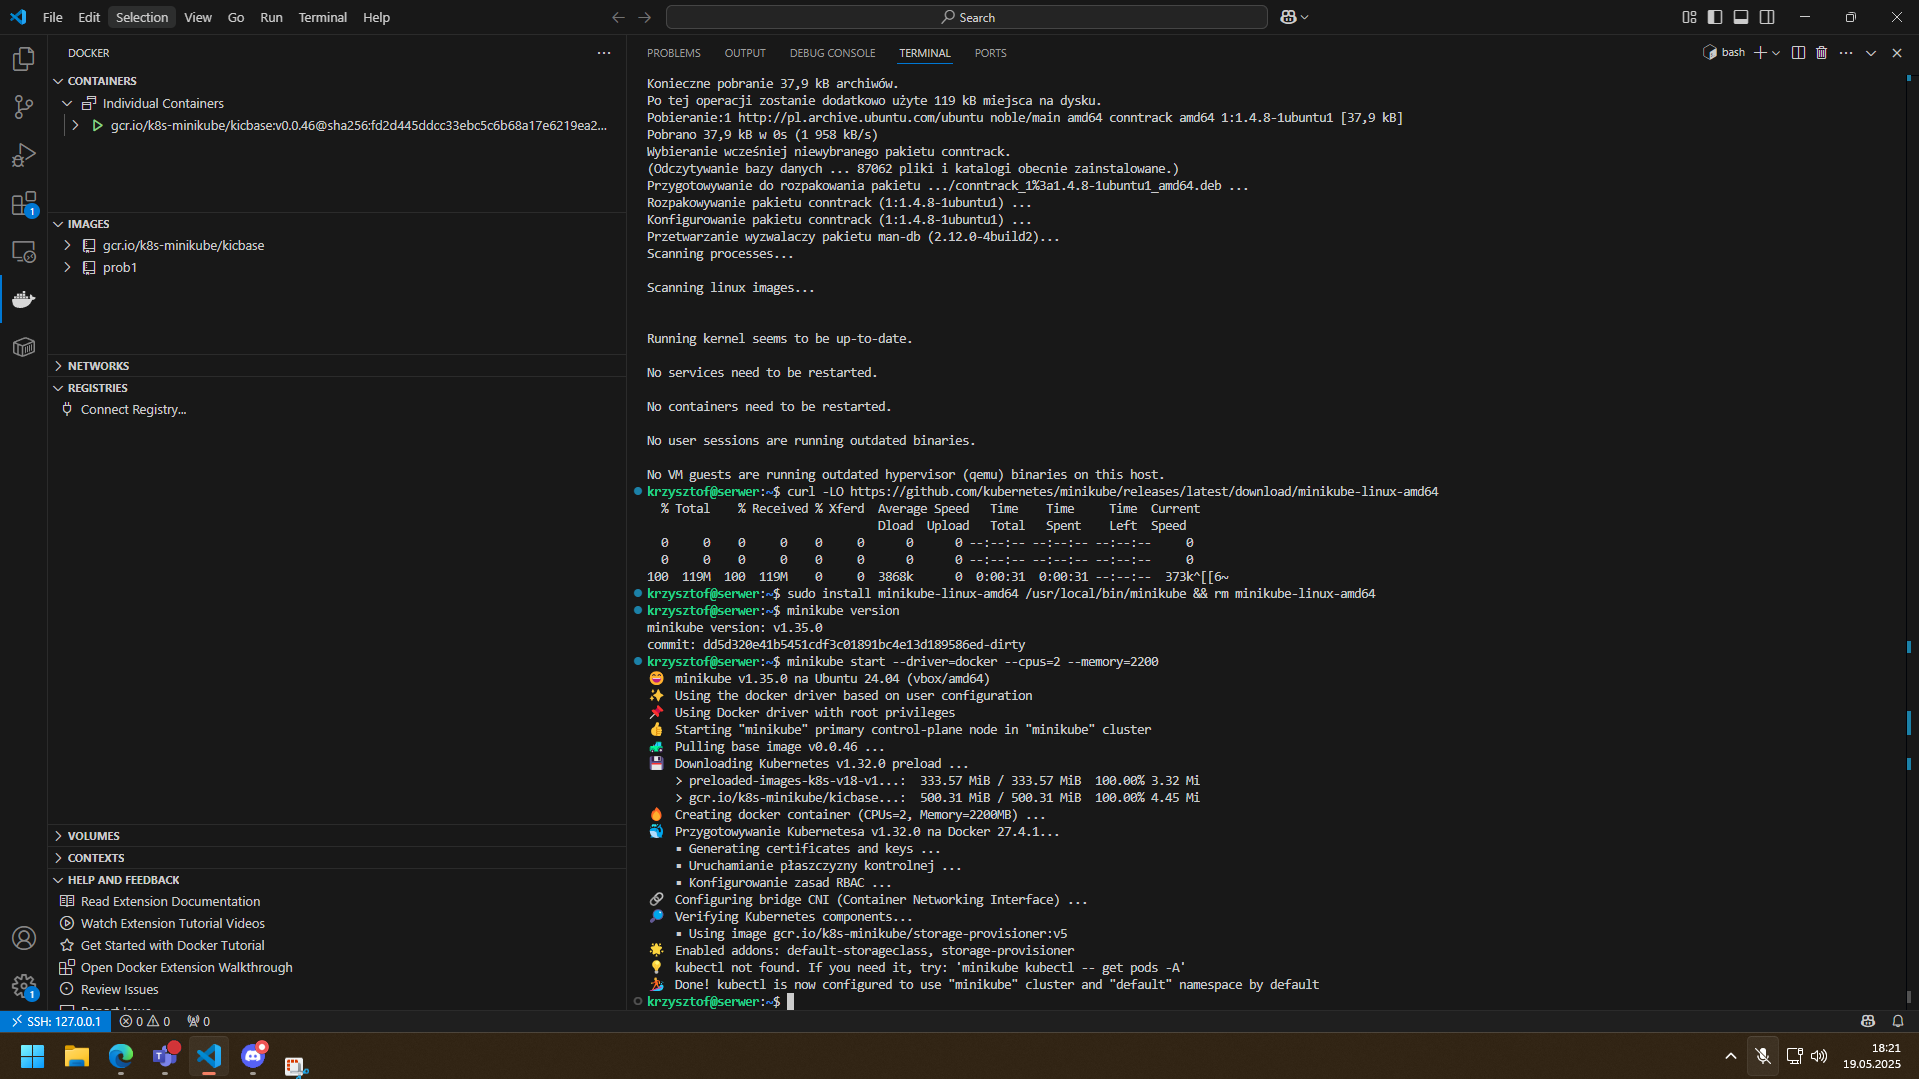 File Edit Selection View Go Run Terminal Help
Search
DOCKER
CONTAINERS
Individual Containers
gcr.io/k8s-minikube/kicbase:v0.0.46@sha256:fd2d445ddcc33ebc5c6b68a17e6219ea2...
IMAGES
gcr.io/k8s-minikube/kicbase
prob1
NETWORKS
REGISTRIES
Connect Registry...
VOLUMES
CONTEXTS
HELP AND FEEDBACK
Read Extension Documentation
Watch Extension Tutorial Videos
Get Started with Docker Tutorial
Open Docker Extension Walkthrough
Review Issues
1
1
PROBLEMS OUTPUT DEBUG CONSOLE TERMINAL PORTS
bash
Konieczne pobranie 37,9 kB archiwów.
Po tej operacji zostanie dodatkowo użyte 119 kB miejsca na dysku.
Pobieranie:1 http://pl.archive.ubuntu.com/ubuntu noble/main amd64 conntrack amd64 1:1.4.8-1ubuntu1 [37,9 kB]
Pobrano 37,9 kB w 0s (1 958 kB/s)
Wybieranie wcześniej niewybranego pakietu conntrack.
(Odczytywanie bazy danych ... 87062 pliki i katalogi obecnie zainstalowane.)
Przygotowywanie do rozpakowania pakietu .../conntrack_1%3a1.4.8-1ubuntu1_amd64.deb ...
Rozpakowywanie pakietu conntrack (1:1.4.8-1ubuntu1) ...
Konfigurowanie pakietu conntrack (1:1.4.8-1ubuntu1) ...
Przetwarzanie wyzwalaczy pakietu man-db (2.12.0-4build2)...
Scanning processes...
Scanning linux images...
Running kernel seems to be up-to-date.
No services need to be restarted.
No containers need to be restarted.
No user sessions are running outdated binaries.
No VM guests are running outdated hypervisor (qemu) binaries on this host.
krzysztof@serwer:~$ curl -LO https://github.com/kubernetes/minikube/releases/latest/download/minikube-linux-amd64
% Total % Received % Xferd Average Speed Time Time Time Current
Dload Upload Total Spent Left Speed
0 0 0 0 0 0 0 0 --:--:-- --:--:-- --:--:-- 0
0 0 0 0 0 0 0 0 --:--:-- --:--:-- --:--:-- 0
100 119M 100 119M 0 0 3868k 0 0:00:31 0:00:31 --:--:-- 373k^[[6~
krzysztof@serwer:~$ sudo install minikube-linux-amd64 /usr/local/bin/minikube && rm minikube-linux-amd64
krzysztof@serwer:~$ minikube version
minikube version: v1.35.0
commit: dd5d320e41b5451cdf3c01891bc4e13d189586ed-dirty
krzysztof@serwer:~$ minikube start --driver=docker --cpus=2 --memory=2200
😄 minikube v1.35.0 na Ubuntu 24.04 (vbox/amd64)
✨ Using the docker driver based on user configuration
📌 Using Docker driver with root privileges
👍 Starting "minikube" primary control-plane node in "minikube" cluster
🚜 Pulling base image v0.0.46 ...
💾 Downloading Kubernetes v1.32.0 preload ...
> preloaded-images-k8s-v18-v1...: 333.57 MiB / 333.57 MiB 100.00% 3.32 Mi
> gcr.io/k8s-minikube/kicbase...: 500.31 MiB / 500.31 MiB 100.00% 4.45 Mi
🔥 Creating docker container (CPUs=2, Memory=2200MB) ...
🐳 Przygotowywanie Kubernetesa v1.32.0 na Docker 27.4.1...
▪ Generating certificates and keys ...
▪ Uruchamianie płaszczyzny kontrolnej ...
▪ Konfigurowanie zasad RBAC ...
🔗 Configuring bridge CNI (Container Networking Interface) ...
🔎 Verifying Kubernetes components...
▪ Using image gcr.io/k8s-minikube/storage-provisioner:v5
🌟 Enabled addons: default-storageclass, storage-provisioner
💡 kubectl not found. If you need it, try: 'minikube kubectl -- get pods -A'
🏄 Done! kubectl is now configured to use "minikube" cluster and "default" namespace by default
krzysztof@serwer:~$
SSH: 127.0.0.1 0 0 0
18:21
19.05.2025